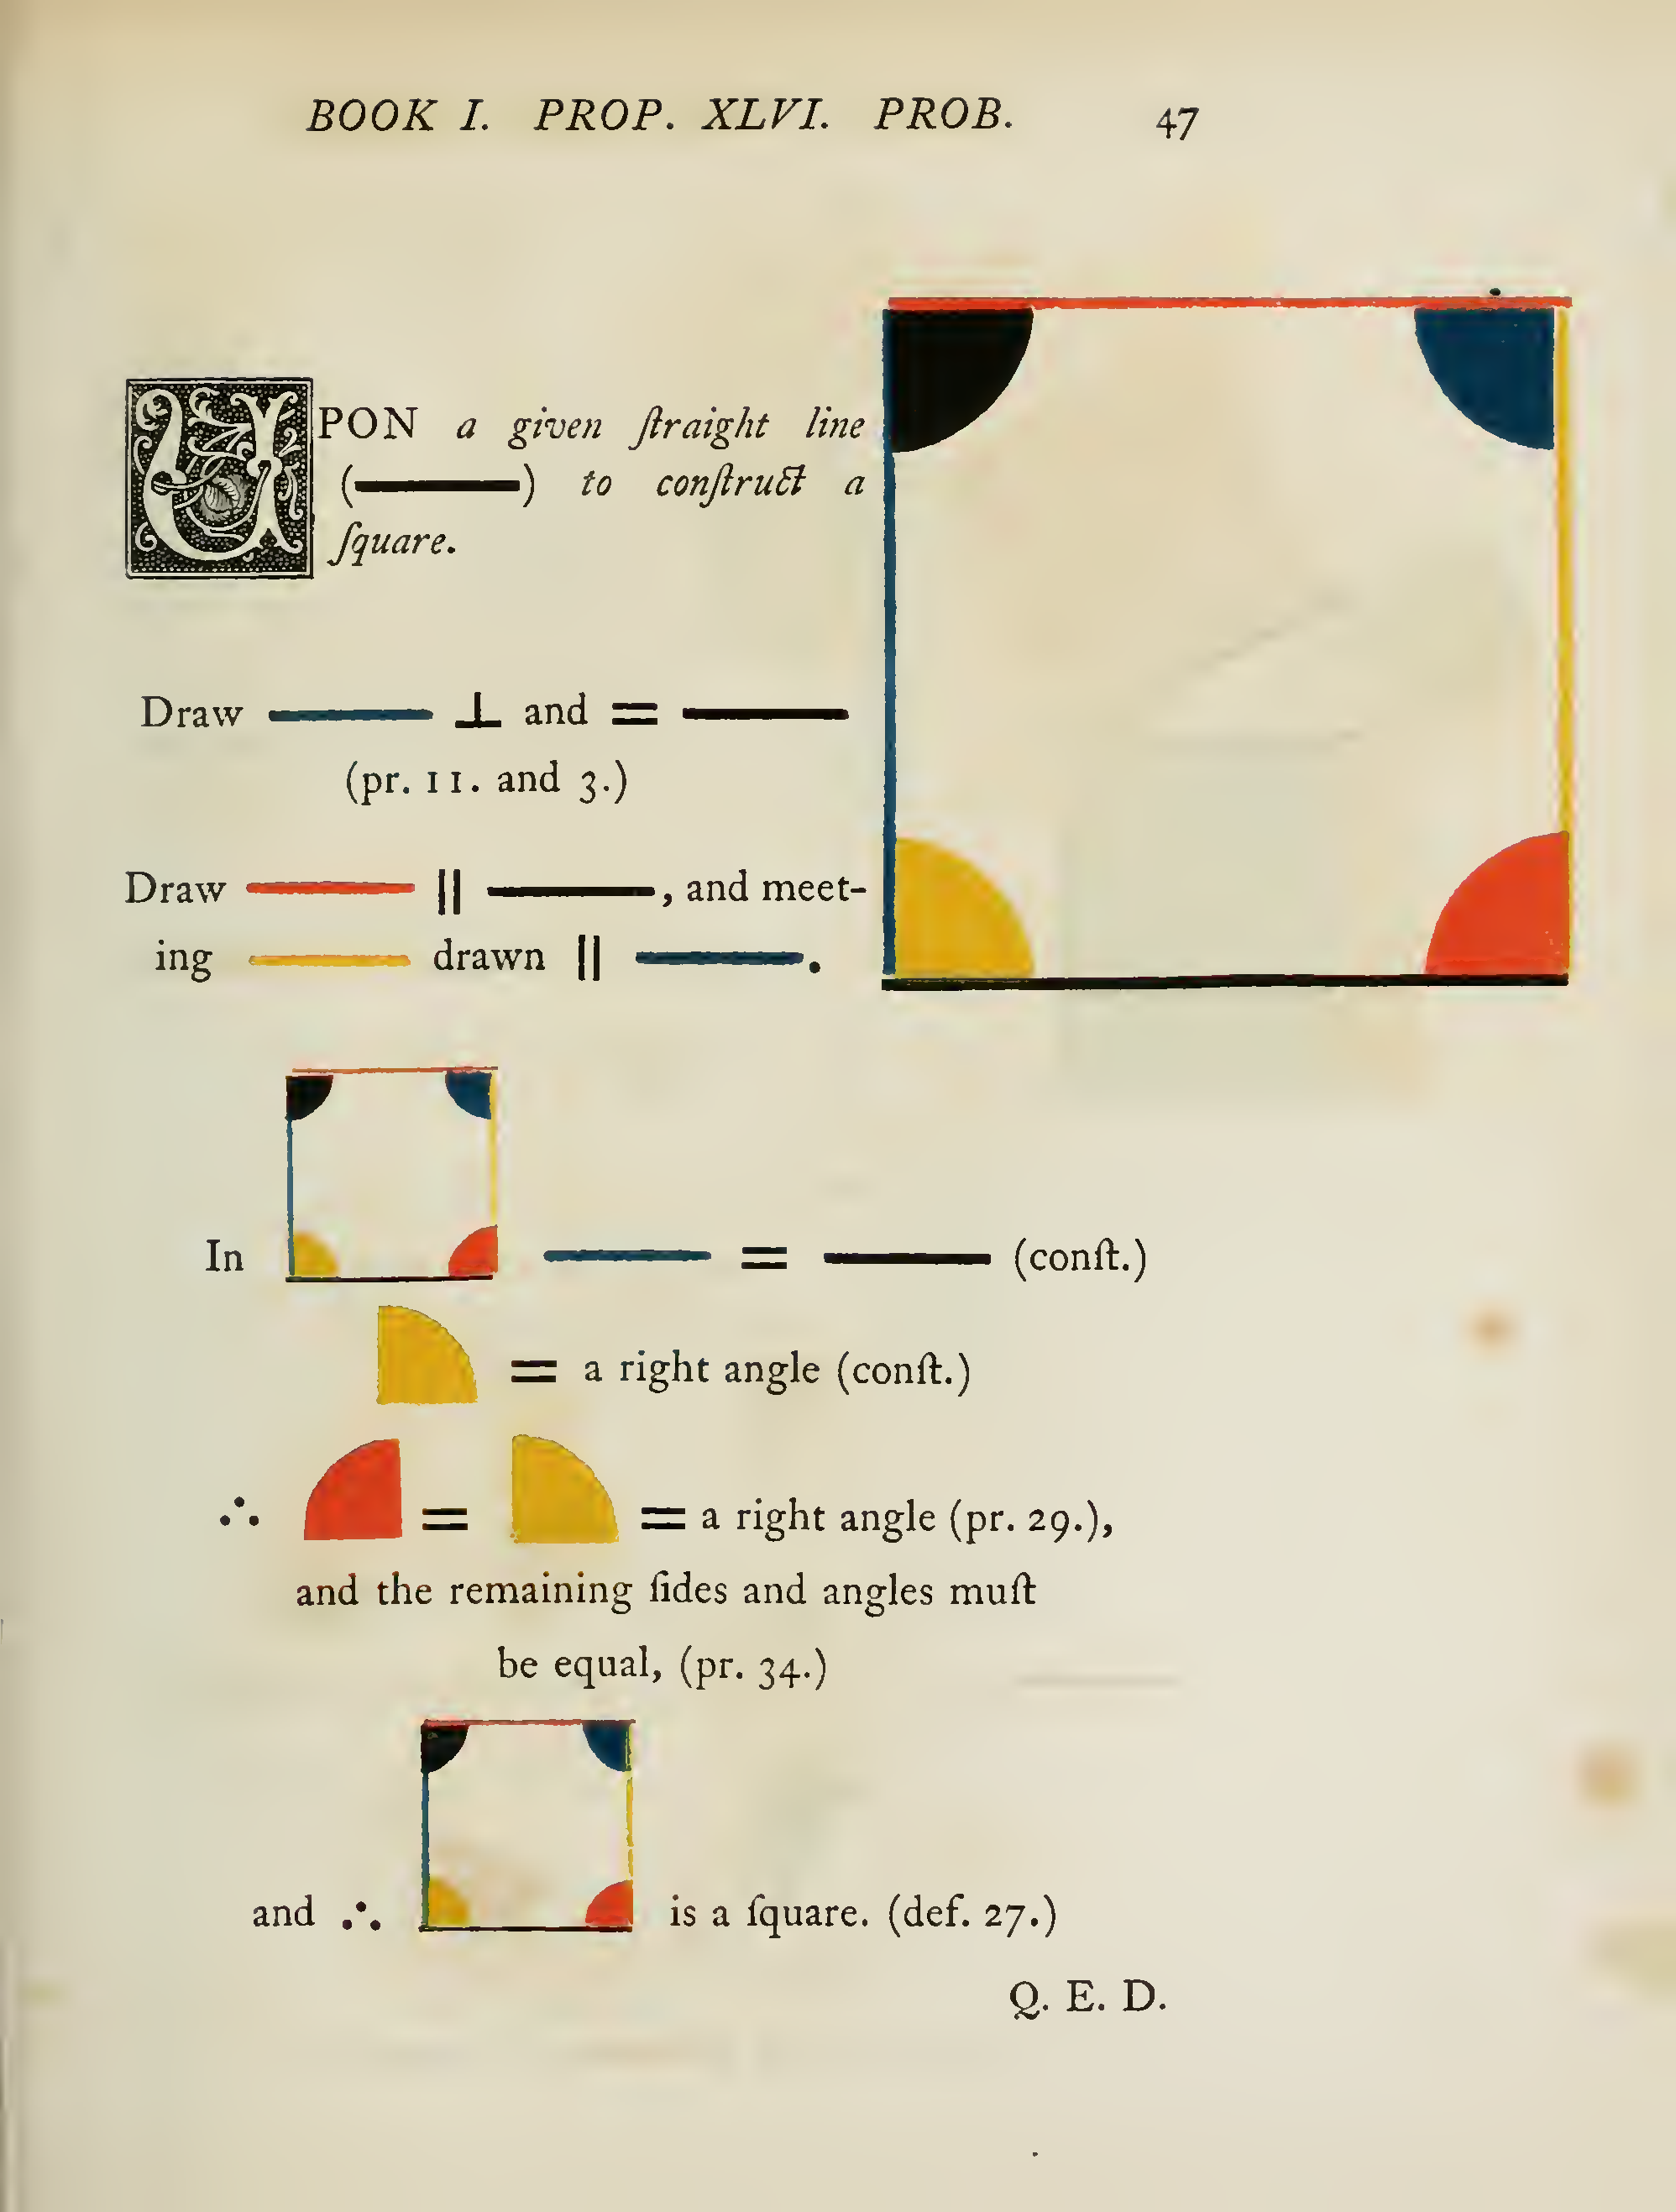 BOOK I. PROP. XLVI. PROB. 47
UPON a given ſtraight line
( ) to conſtruct a
ſquare.
Draw ⊥ and =
(pr. 11. and 3.)
Draw || , and meet-
ing drawn || .
In = (conſt.)
= a right angle (conſt.)
∴ = = a right angle (pr. 29.),
and the remaining ſides and angles muſt
be equal, (pr. 34.)
and ∴ is a ſquare. (def. 27.)
Q. E. D.